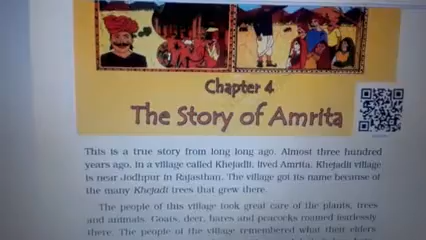 Chapter 4
The Story of Amrita
This is a true story from long long ago. Almost three hundred
years ago, in a village called Khejadli, lived Amrita. Khejadli village
is near Jodhpur in Rajasthan. The village got its name because of
the many Khejadi trees that grew there.
The people of this village took great care of the plants, trees
and animals. Goats, deer, hares and peacocks roamed fearlessly
there. The people of the village remembered what their elders